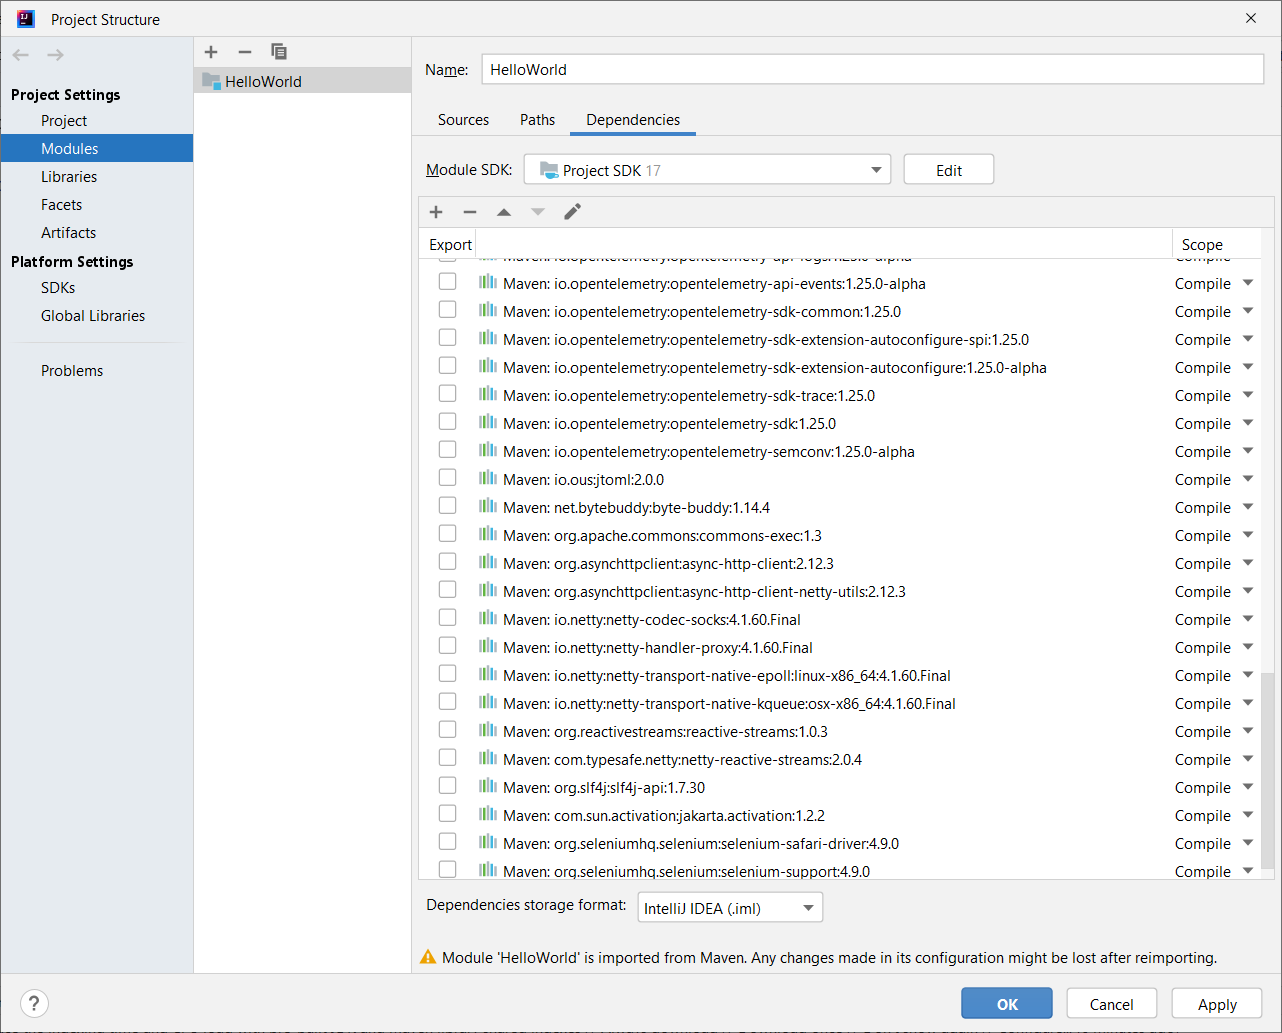 Project Structure
Project Settings
Project
Modules
Libraries
Facets
Artifacts
Platform Settings
SDKs
Global Libraries
Problems
HelloWorld
Name: HelloWorld
Sources Paths Dependencies
Module SDK: Project SDK 17 Edit
Export Scope
Maven: io.opentelemetry:opentelemetry-api-events:1.25.0-alpha Compile
Maven: io.opentelemetry:opentelemetry-sdk-common:1.25.0 Compile
Maven: io.opentelemetry:opentelemetry-sdk-extension-autoconfigure-spi:1.25.0 Compile
Maven: io.opentelemetry:opentelemetry-sdk-extension-autoconfigure:1.25.0-alpha Compile
Maven: io.opentelemetry:opentelemetry-sdk-trace:1.25.0 Compile
Maven: io.opentelemetry:opentelemetry-sdk:1.25.0 Compile
Maven: io.opentelemetry:opentelemetry-semconv:1.25.0-alpha Compile
Maven: io.ous:jtoml:2.0.0 Compile
Maven: net.bytebuddy:byte-buddy:1.14.4 Compile
Maven: org.apache.commons:commons-exec:1.3 Compile
Maven: org.asynchttpclient:async-http-client:2.12.3 Compile
Maven: org.asynchttpclient:async-http-client-netty-utils:2.12.3 Compile
Maven: io.netty:netty-codec-socks:4.1.60.Final Compile
Maven: io.netty:netty-handler-proxy:4.1.60.Final Compile
Maven: io.netty:netty-transport-native-epoll:linux-x86_64:4.1.60.Final Compile
Maven: io.netty:netty-transport-native-kqueue:osx-x86_64:4.1.60.Final Compile
Maven: org.reactivestreams:reactive-streams:1.0.3 Compile
Maven: com.typesafe.netty:netty-reactive-streams:2.0.4 Compile
Maven: org.slf4j:slf4j-api:1.7.30 Compile
Maven: com.sun.activation:jakarta.activation:1.2.2 Compile
Maven: org.seleniumhq.selenium:selenium-safari-driver:4.9.0 Compile
Maven: org.seleniumhq.selenium:selenium-support:4.9.0 Compile
Dependencies storage format: IntelliJ IDEA (.iml)
Module 'HelloWorld' is imported from Maven. Any changes made in its configuration might be lost after reimporting.
? OK Cancel Apply